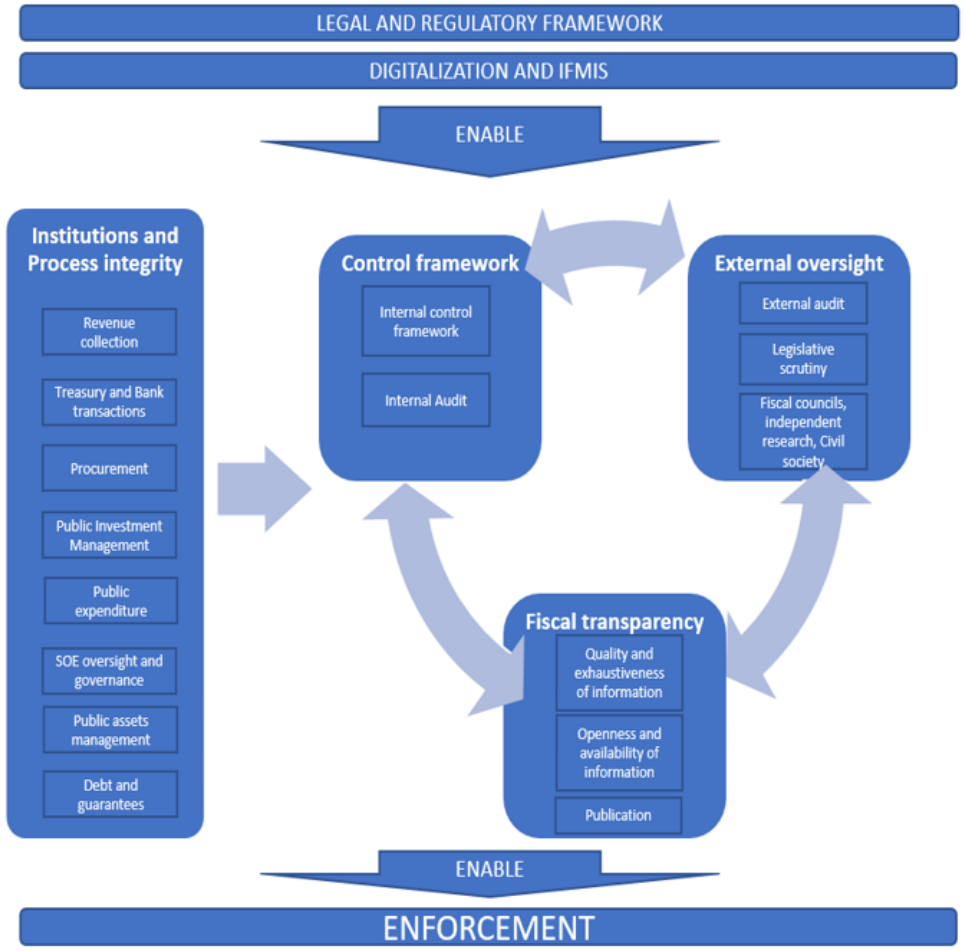 LEGAL AND REGULATORY FRAMEWORK
DIGITALIZATION AND IFMIS
ENABLE
Institutions and
Process integrity
Revenue
collection
Treasury and Bank
transactions
Procurement
Public Investment
Management
Public
expenditure
SOE oversight and
governance
Public assets
management
Debt and
guarantees
Control framework
Internal control
framework
Internal Audit
External oversight
External audit
Legislative
scrutiny
Fiscal councils,
independent
research, Civil
society
Fiscal transparency
Quality and
exhaustiveness
of information
Openness and
availability of
information
Publication
ENABLE
ENFORCEMENT